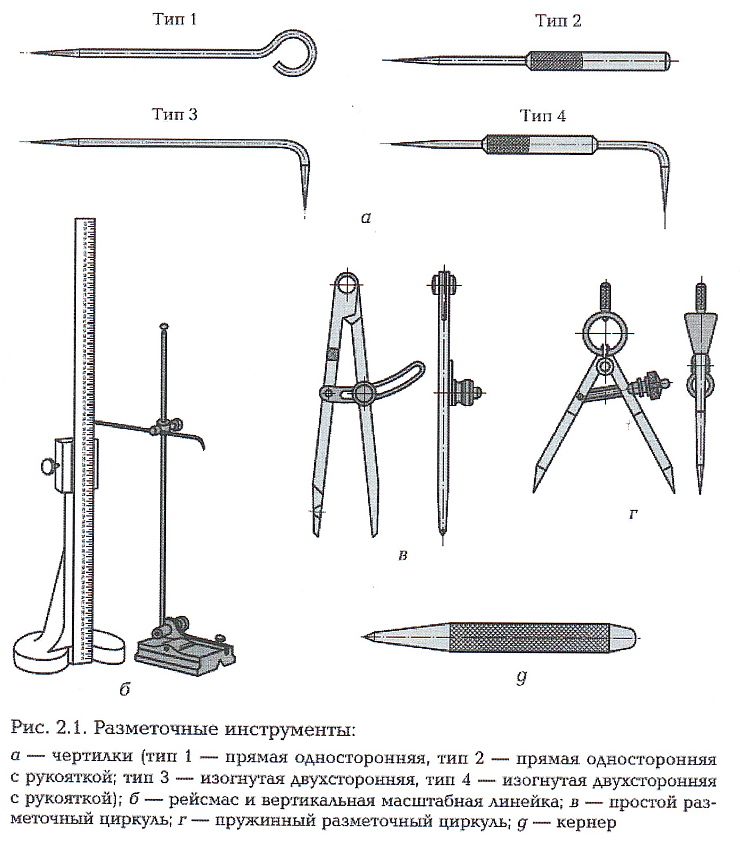 Тип 1
Тип 2
Тип 3
Тип 4
а
б
в
г
д
Рис. 2.1. Разметочные инструменты:
а — чертилки (тип 1 — прямая односторонняя, тип 2 — прямая односторонняя
с рукояткой; тип 3 — изогнутая двухсторонняя, тип 4 — изогнутая двухсторонняя
с рукояткой); б — рейсмас и вертикальная масштабная линейка; в — простой раз-
меточный циркуль; г — пружинный разметочный циркуль; д — кернер